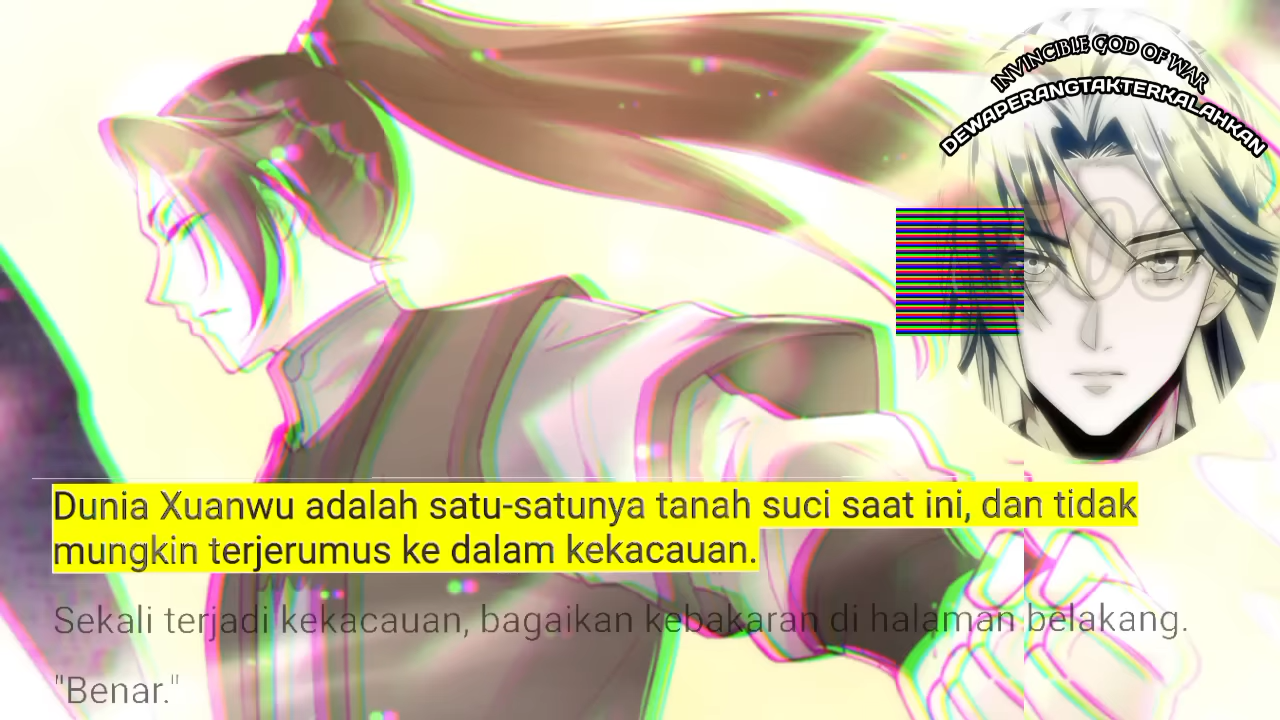 INVINCIBLE GOD OF WAR
DEWAPERANGTAKTERKALAHKAN
Dunia Xuanwu adalah satu-satunya tanah suci saat ini, dan tidak
mungkin terjerumus ke dalam kekacauan.
Sekali terjadi kekacauan, bagaikan kebakaran di halaman belakang.
"Benar."